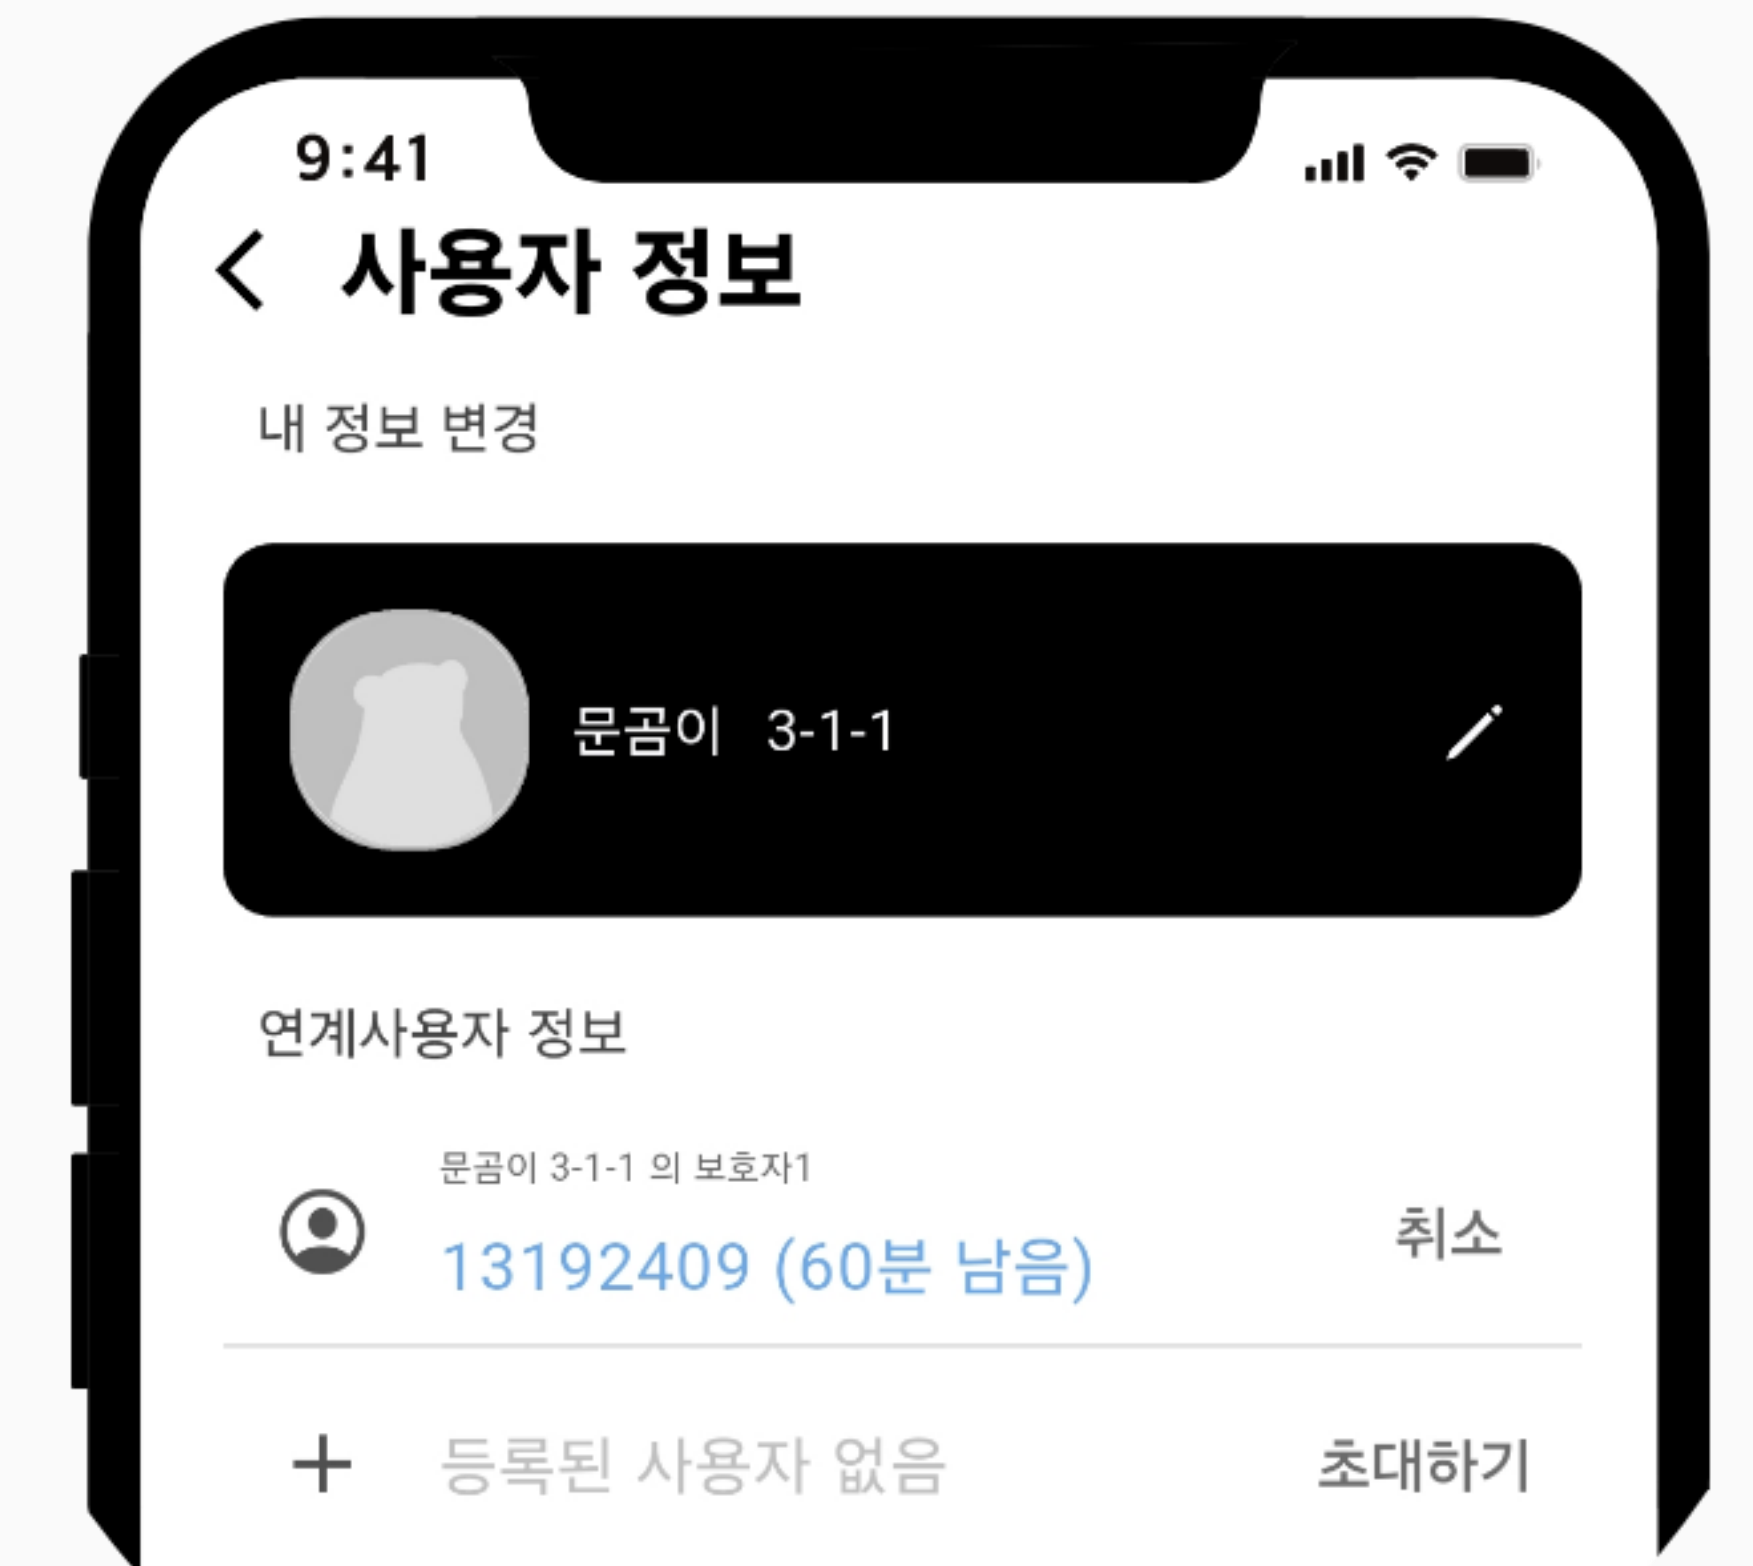 9:41
사용자 정보
내 정보 변경
문곰이 3-1-1
연계사용자 정보
문곰이 3-1-1 의 보호자1
13192409 (60분 남음)
취소
등록된 사용자 없음
초대하기